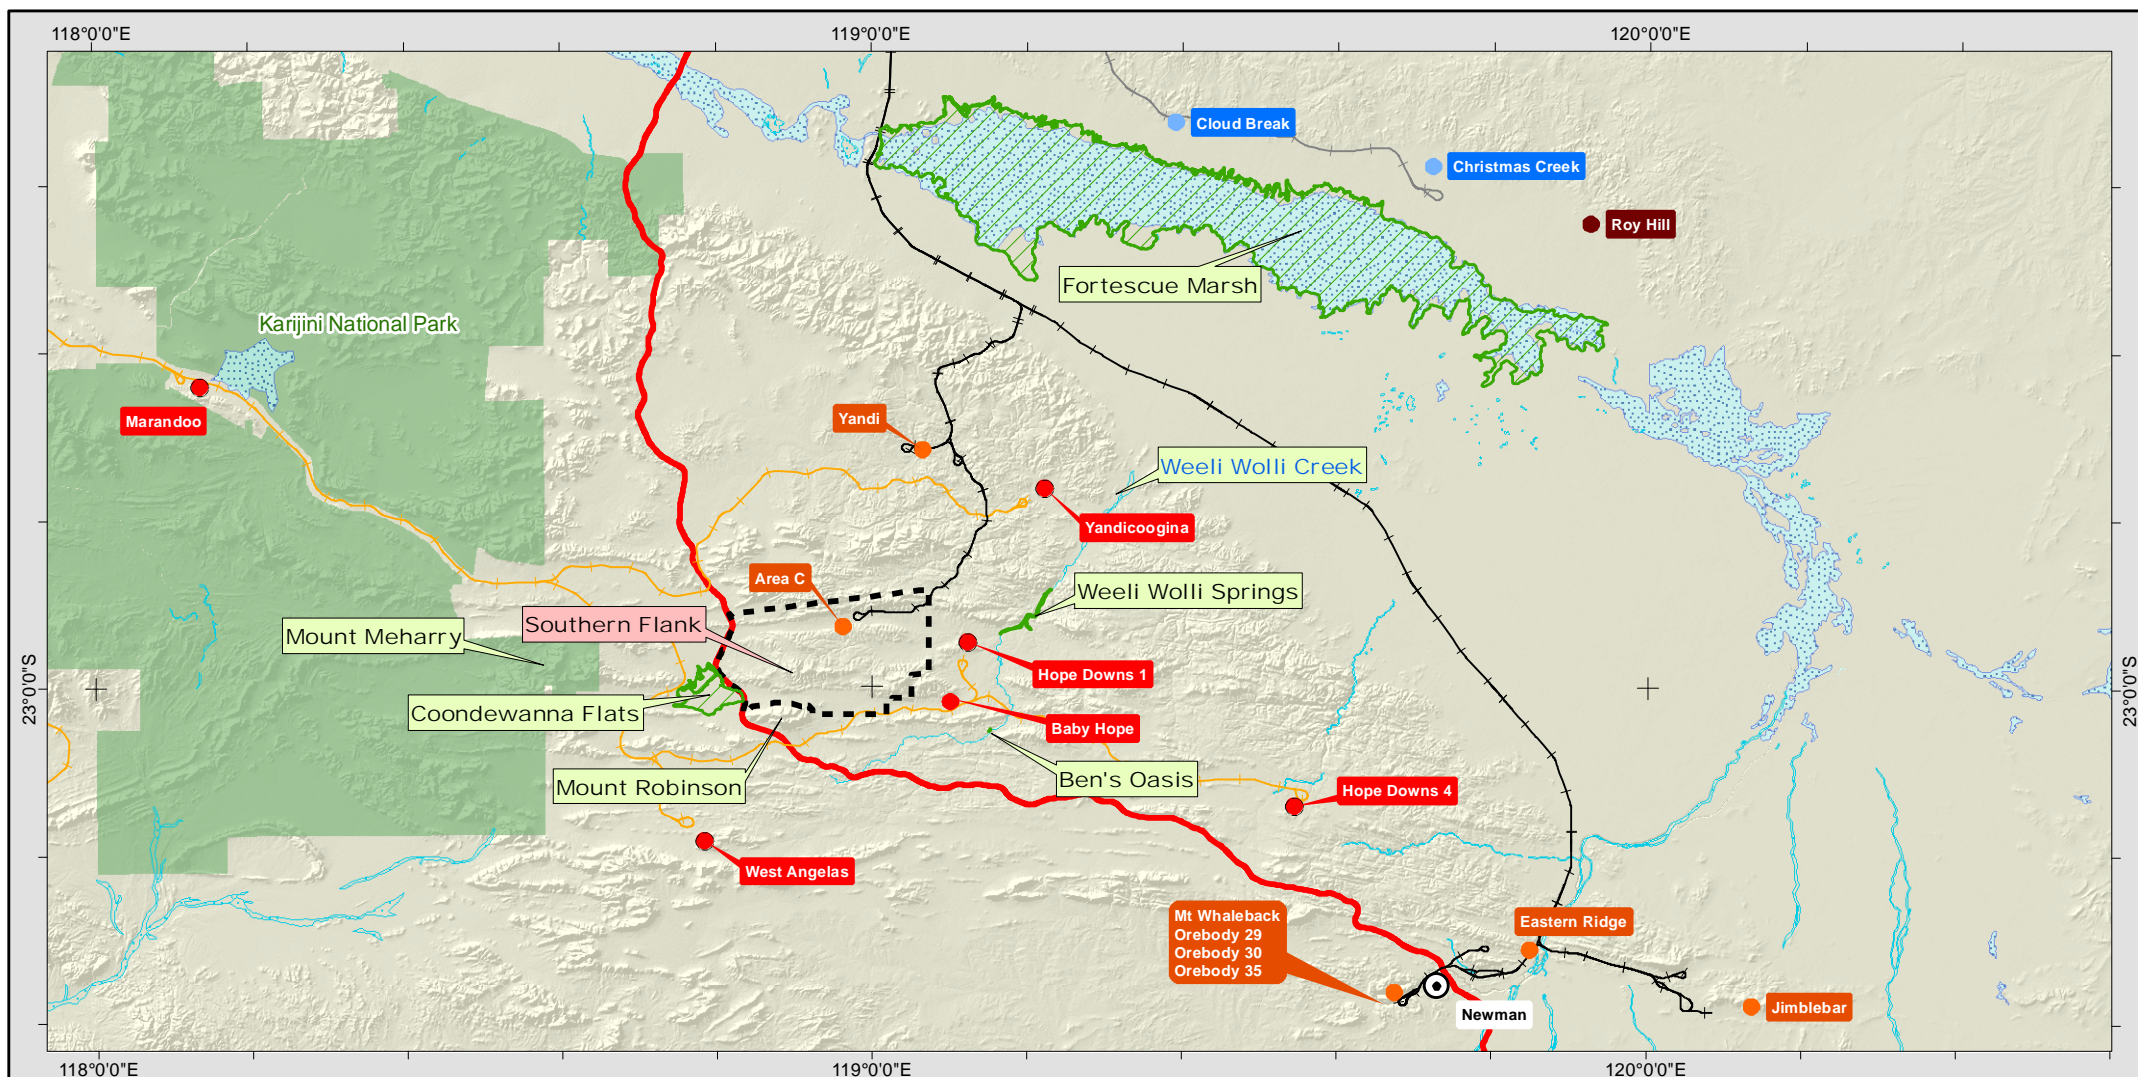 118°0'0"E
119°0'0"E
120°0'0"E
Cloud Break
Christmas Creek
Roy Hill
Fortescue Marsh
Karijini National Park
Marandoo
Yandi
Weeli Wolli Creek
Yandicoogina
Area C
Weeli Wolli Springs
Southern Flank
Mount Meharry
Hope Downs 1
23°0'0"S
23°0'0"S
Coondewanna Flats
Baby Hope
Mount Robinson
Ben's Oasis
Hope Downs 4
West Angelas
Mt Whaleback
Orebody 29
Orebody 30
Orebody 35
Eastern Ridge
Newman
Jimblebar
118°0'0"E
119°0'0"E
120°0'0"E